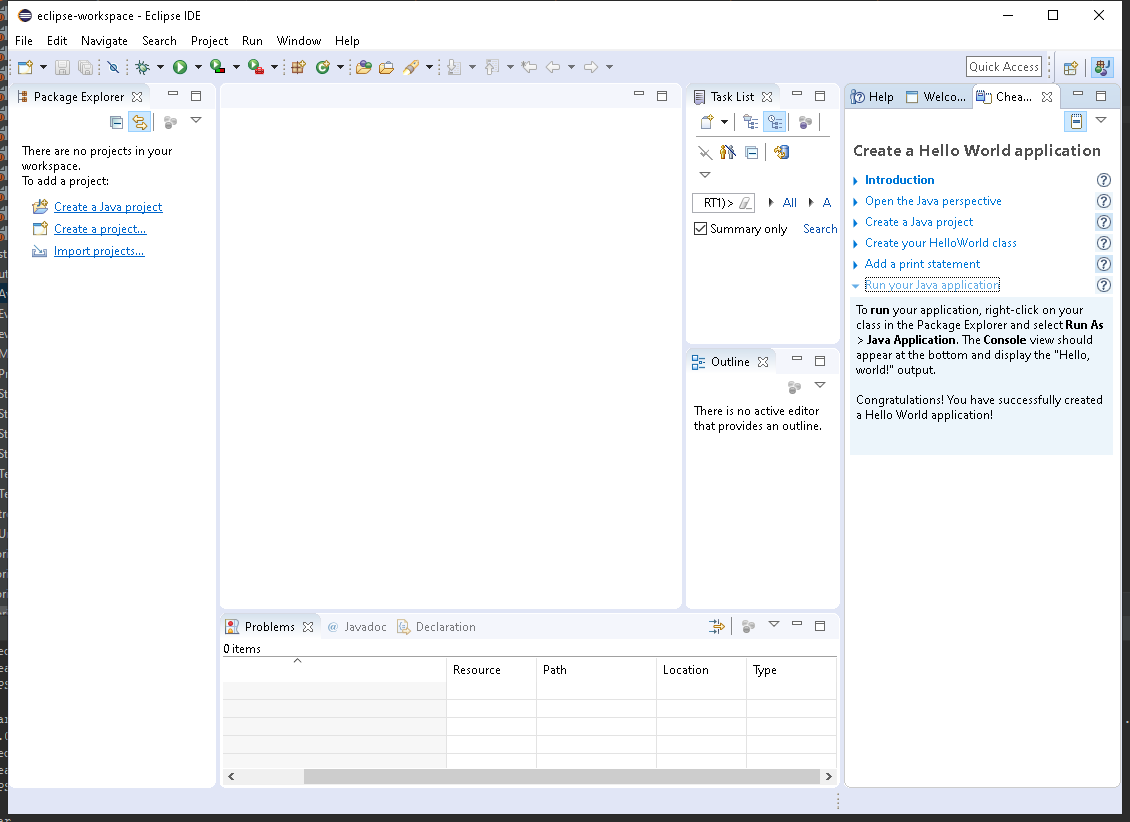 eclipse-workspace - Eclipse IDE
File Edit Navigate Search Project Run Window Help
Quick Access
Package Explorer
There are no projects in your
workspace.
To add a project:
Create a Java project
Create a project...
Import projects...
Task List
RT1) > All A
Summary only Search
Outline
There is no active editor
that provides an outline.
Help Welco... Chea...
Create a Hello World application
Introduction
Open the Java perspective
Create a Java project
Create your HelloWorld class
Add a print statement
Run your Java application
To run your application, right-click on your
class in the Package Explorer and select Run As
> Java Application. The Console view should
appear at the bottom and display the "Hello,
world!" output.
Congratulations! You have successfully created
a Hello World application!
Problems @ Javadoc Declaration
0 items
Resource Path Location Type